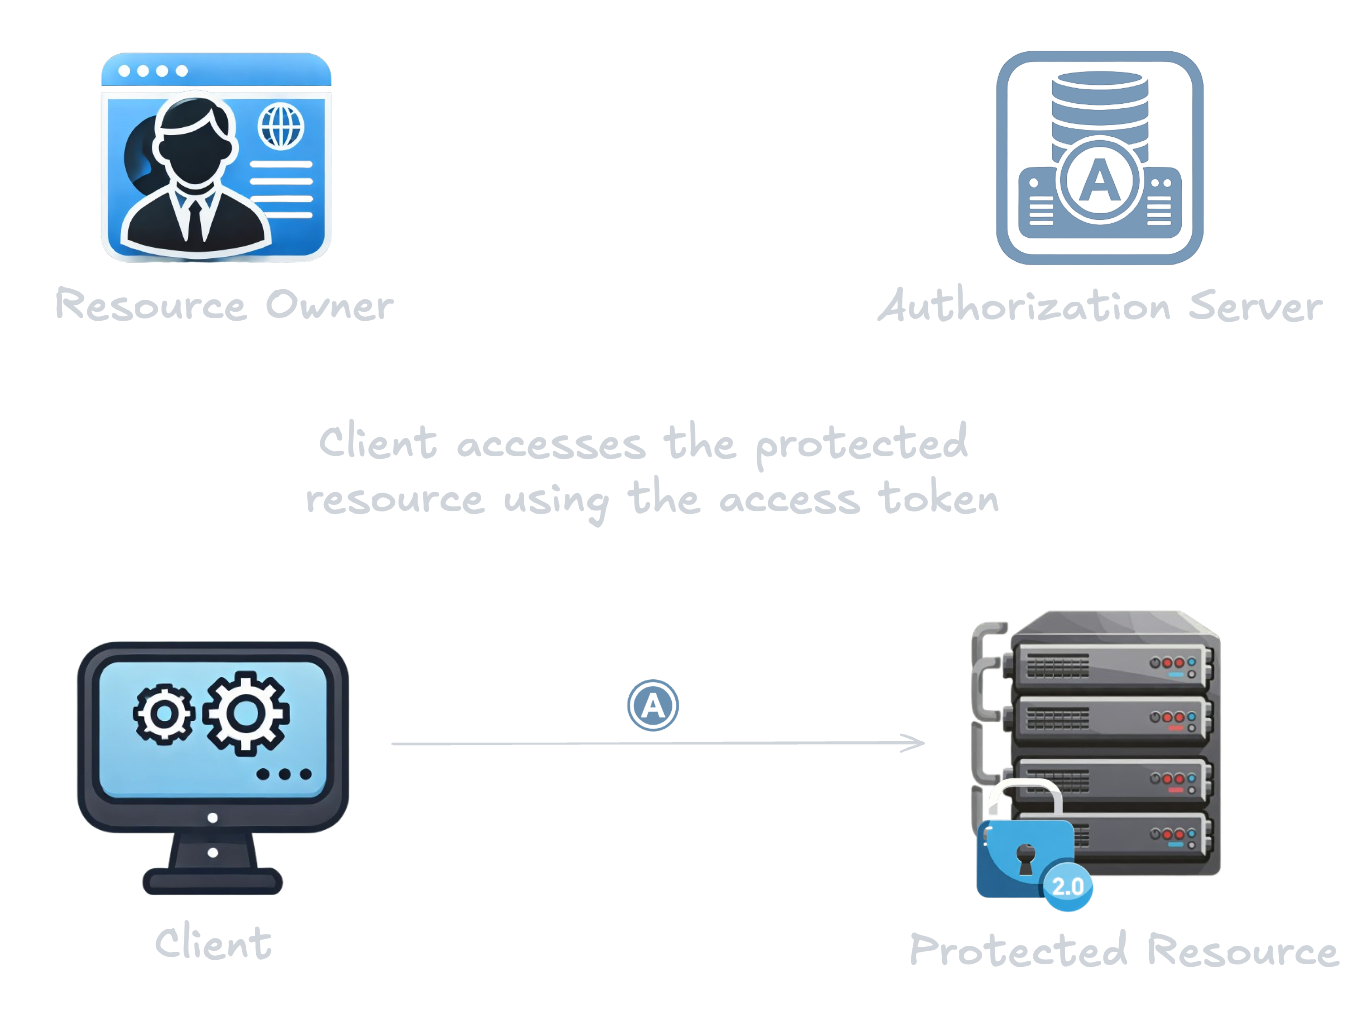 A
Resource Owner
Authorization Server
Client accesses the protected
resource using the access token
A
2.0
Client
Protected Resource